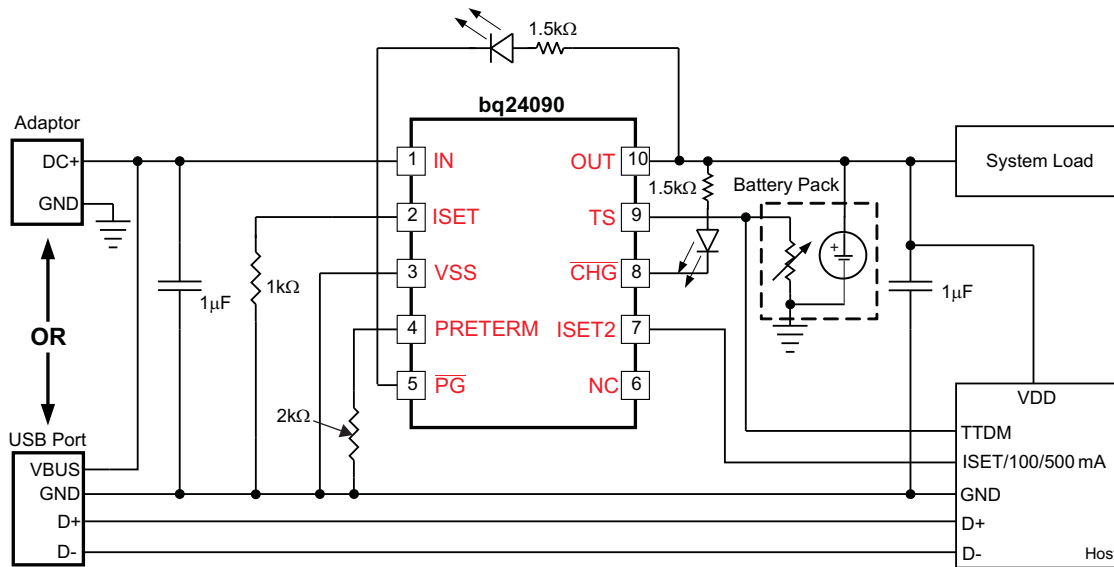 1.5kΩ
bq24090
Adaptor
DC+
GND
1 IN
OUT 10
System Load
1.5kΩ
Battery Pack
2 ISET
TS 9
3 VSS
CHG 8
+
1µF
1kΩ
1µF
OR
4 PRETERM
ISET2 7
5 PG
NC 6
2kΩ
VDD
USB Port
TTDM
VBUS
ISET/100/500 mA
GND
GND
D+
D+
D-
D-
Host